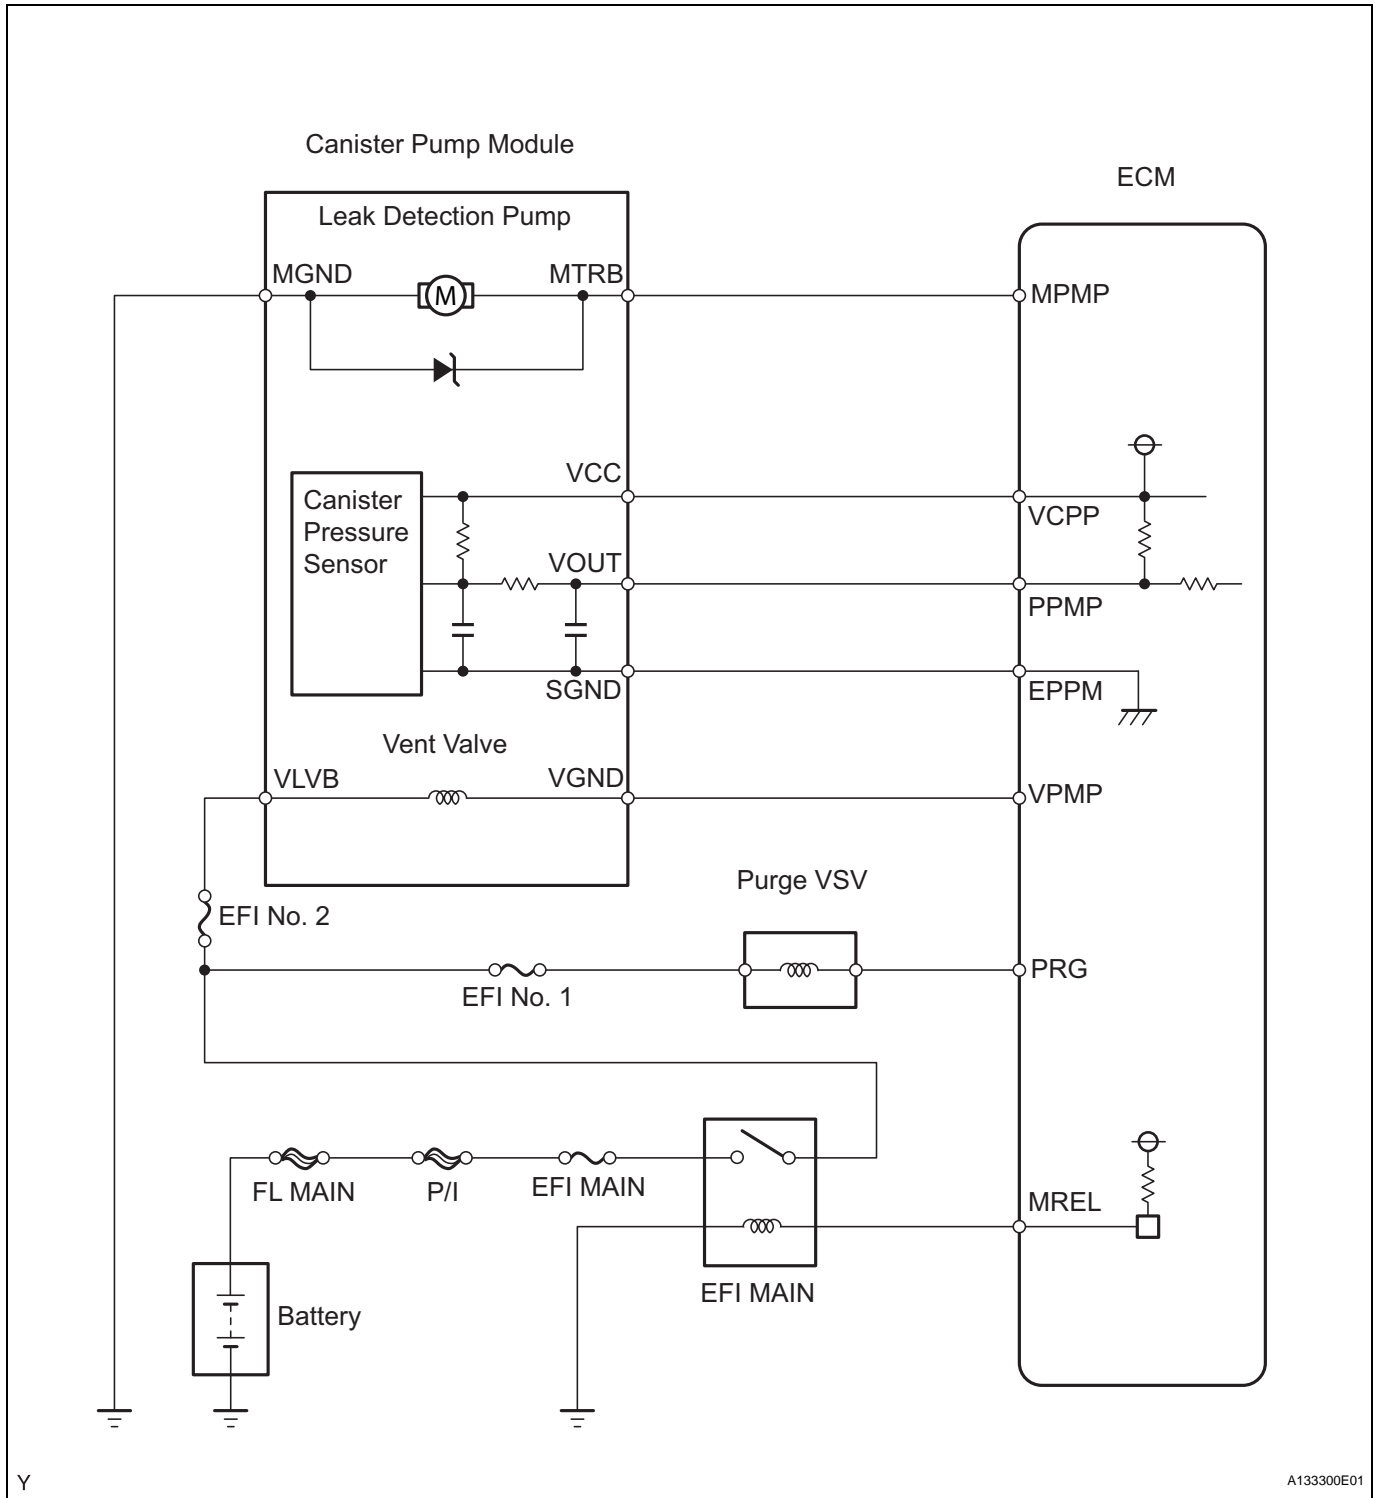 Canister Pump Module
ECM
Leak Detection Pump
MGND
MTRB
M
MPMP
VCC
Canister
Pressure
Sensor
VCPP
VOUT
PPMP
SGND
EPPM
Vent Valve
VLVB
VGND
VPMP
Purge VSV
EFI No. 2
PRG
EFI No. 1
FL MAIN
P/I
EFI MAIN
MREL
EFI MAIN
Battery
Y
A133300E01